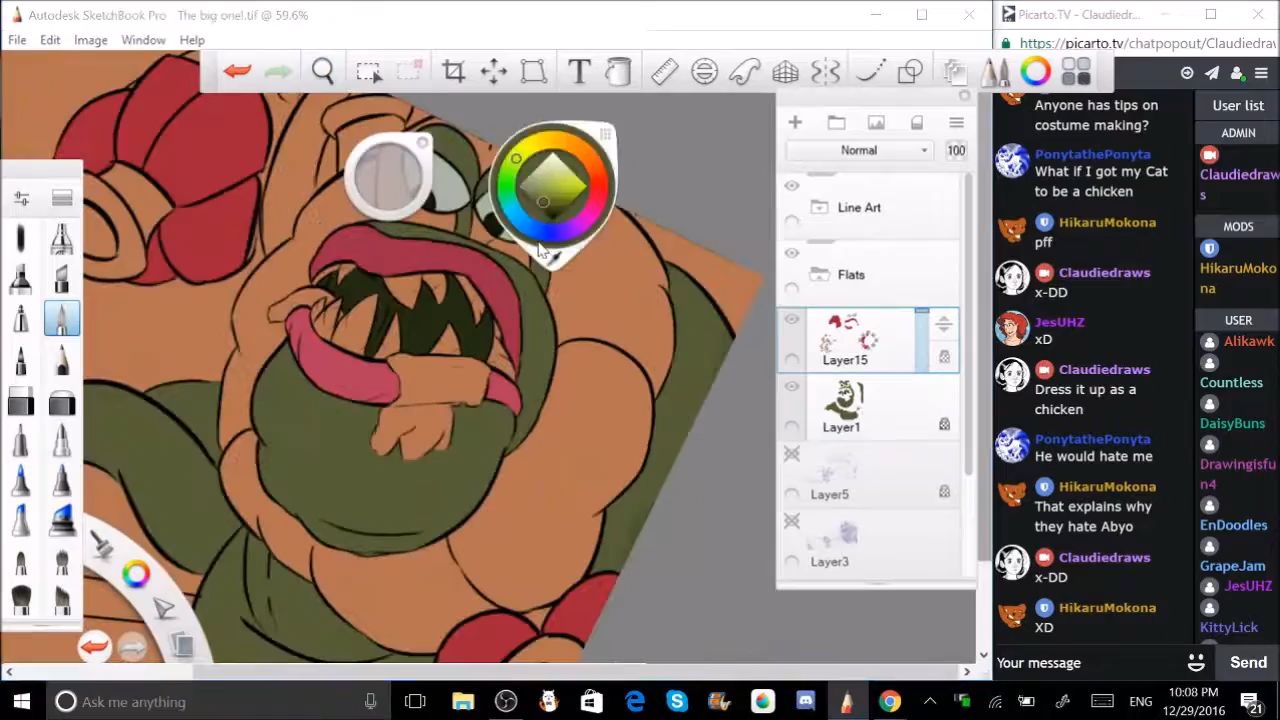 Autodesk SketchBook Pro The big one!.tif @ 59.6%
File Edit Image Window Help
Normal 100
Line Art
Flats
Layer15
Layer1
Layer5
Layer3
Picarto.TV - Claudiedr...
https://picarto.tv/chatpopout/Claudiedraw
Anyone has tips on
costume making?
PonytathePonyta
What if I got my Cat
to be a chicken
HikaruMokona
pff
Claudiedraws
x-DD
JesUHZ
xD
Claudiedraws
Dress it up as a
chicken
PonytathePonyta
He would hate me
HikaruMokona
That explains why
they hate Abyo
Claudiedraws
x-DD
HikaruMokona
XD
Your message
Send
User list
ADMIN
Claudiedraw
s
MODS
HikaruMoko
na
USER
Alikawk
Countless
DaisyBuns
Drawingisfu
n4
EnDoodles
GrapeJam
JesUHZ
KittyLick
Ask me anything
ENG
10:08 PM
12/29/2016
21